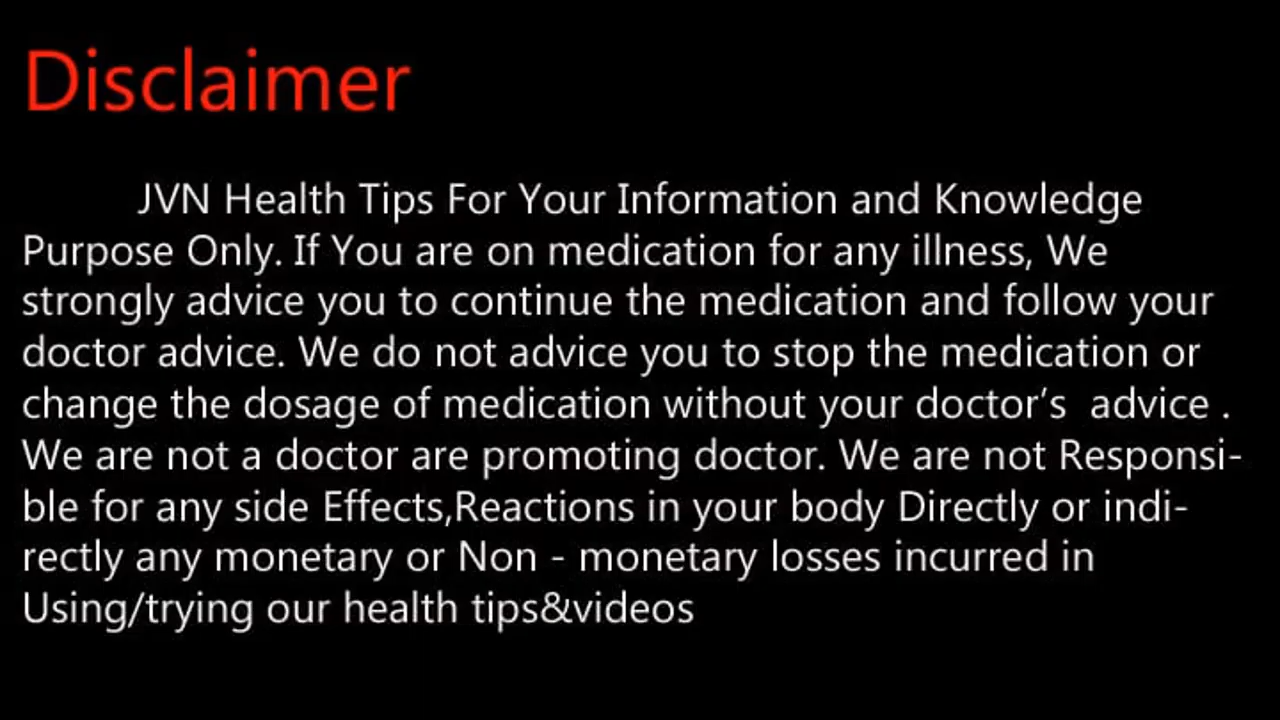 Disclaimer
JVN Health Tips For Your Information and Knowledge
Purpose Only. If You are on medication for any illness, We
strongly advice you to continue the medication and follow your
doctor advice. We do not advice you to stop the medication or
change the dosage of medication without your doctor's  advice .
We are not a doctor are promoting doctor. We are not Responsi-
ble for any side Effects,Reactions in your body Directly or indi-
rectly any monetary or Non - monetary losses incurred in
Using/trying our health tips&videos